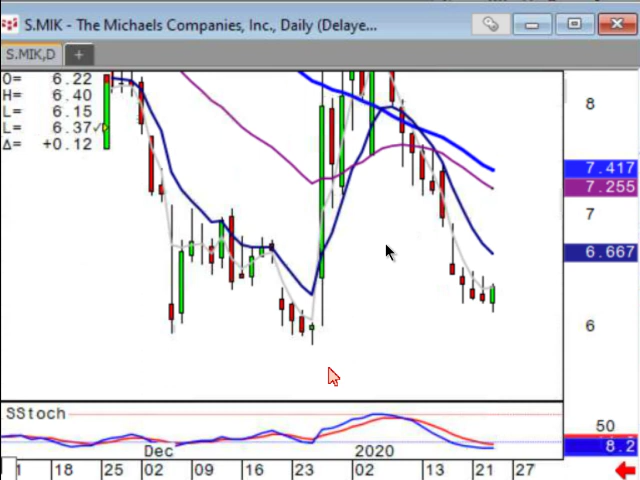 S.MIK - The Michaels Companies, Inc., Daily (Delaye...
S.MIK,D
+
O= 6.22
H= 6.40
L= 6.15
L= 6.37✓
Δ= +0.12
8
7.417
7.255
7
6.667
6
SStoch
50
8.2
Dec 2020
18 25 02 09 16 23 02 13 21 27